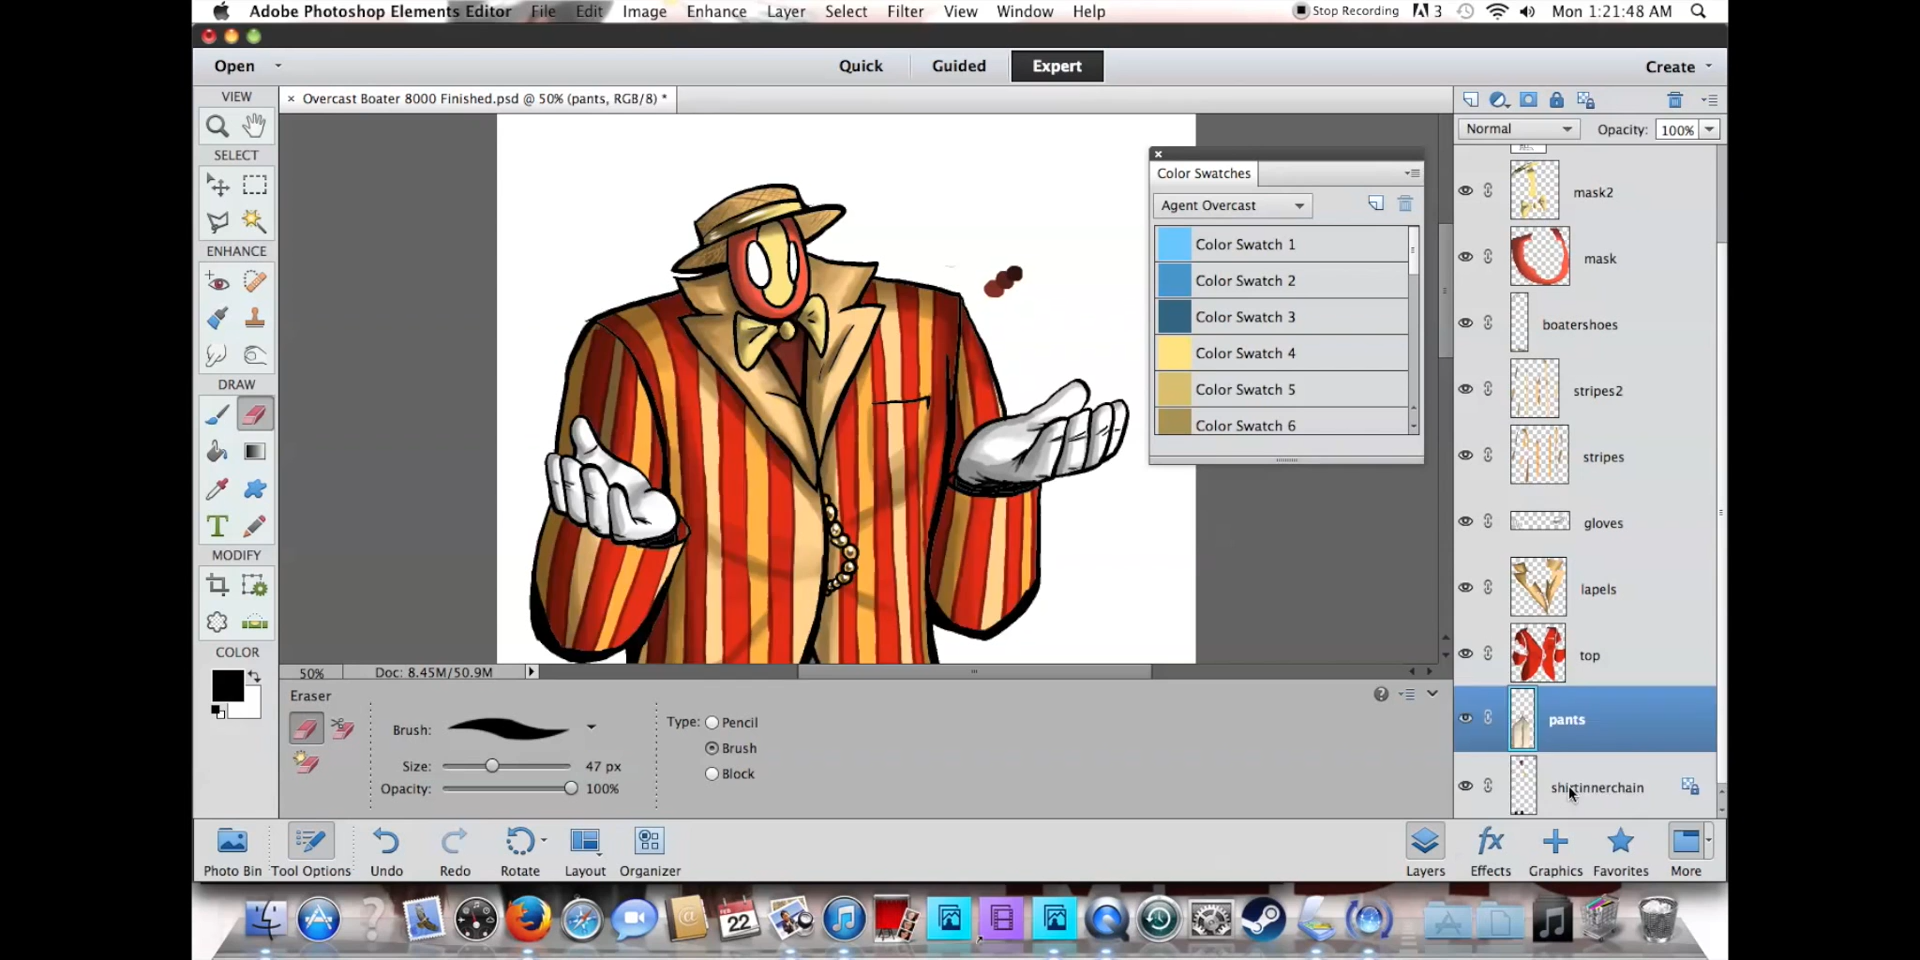 Adobe Photoshop Elements Editor File Edit Image Enhance Layer Select Filter View Window Help Stop Recording 3 Mon 1:21:48 AM
Open Quick Guided Expert Create
VIEW
× Overcast Boater 8000 Finished.psd @ 50% (pants, RGB/8) *
Normal Opacity: 100%
SELECT
Color Swatches
mask2
Agent Overcast
Color Swatch 1
ENHANCE
mask
Color Swatch 2
Color Swatch 3
boatershoes
Color Swatch 4
DRAW
Color Swatch 5
stripes2
Color Swatch 6
stripes
gloves
T
MODIFY
lapels
COLOR
top
50% Doc: 8.45M/50.9M
Eraser
pants
Brush: Type: Pencil
Brush
Size: 47 px
Block
Opacity: 100%
shirtinnerchain
Photo Bin Tool Options Undo Redo Rotate Layout Organizer Layers Effects Graphics Favorites More
fx
FEB
22